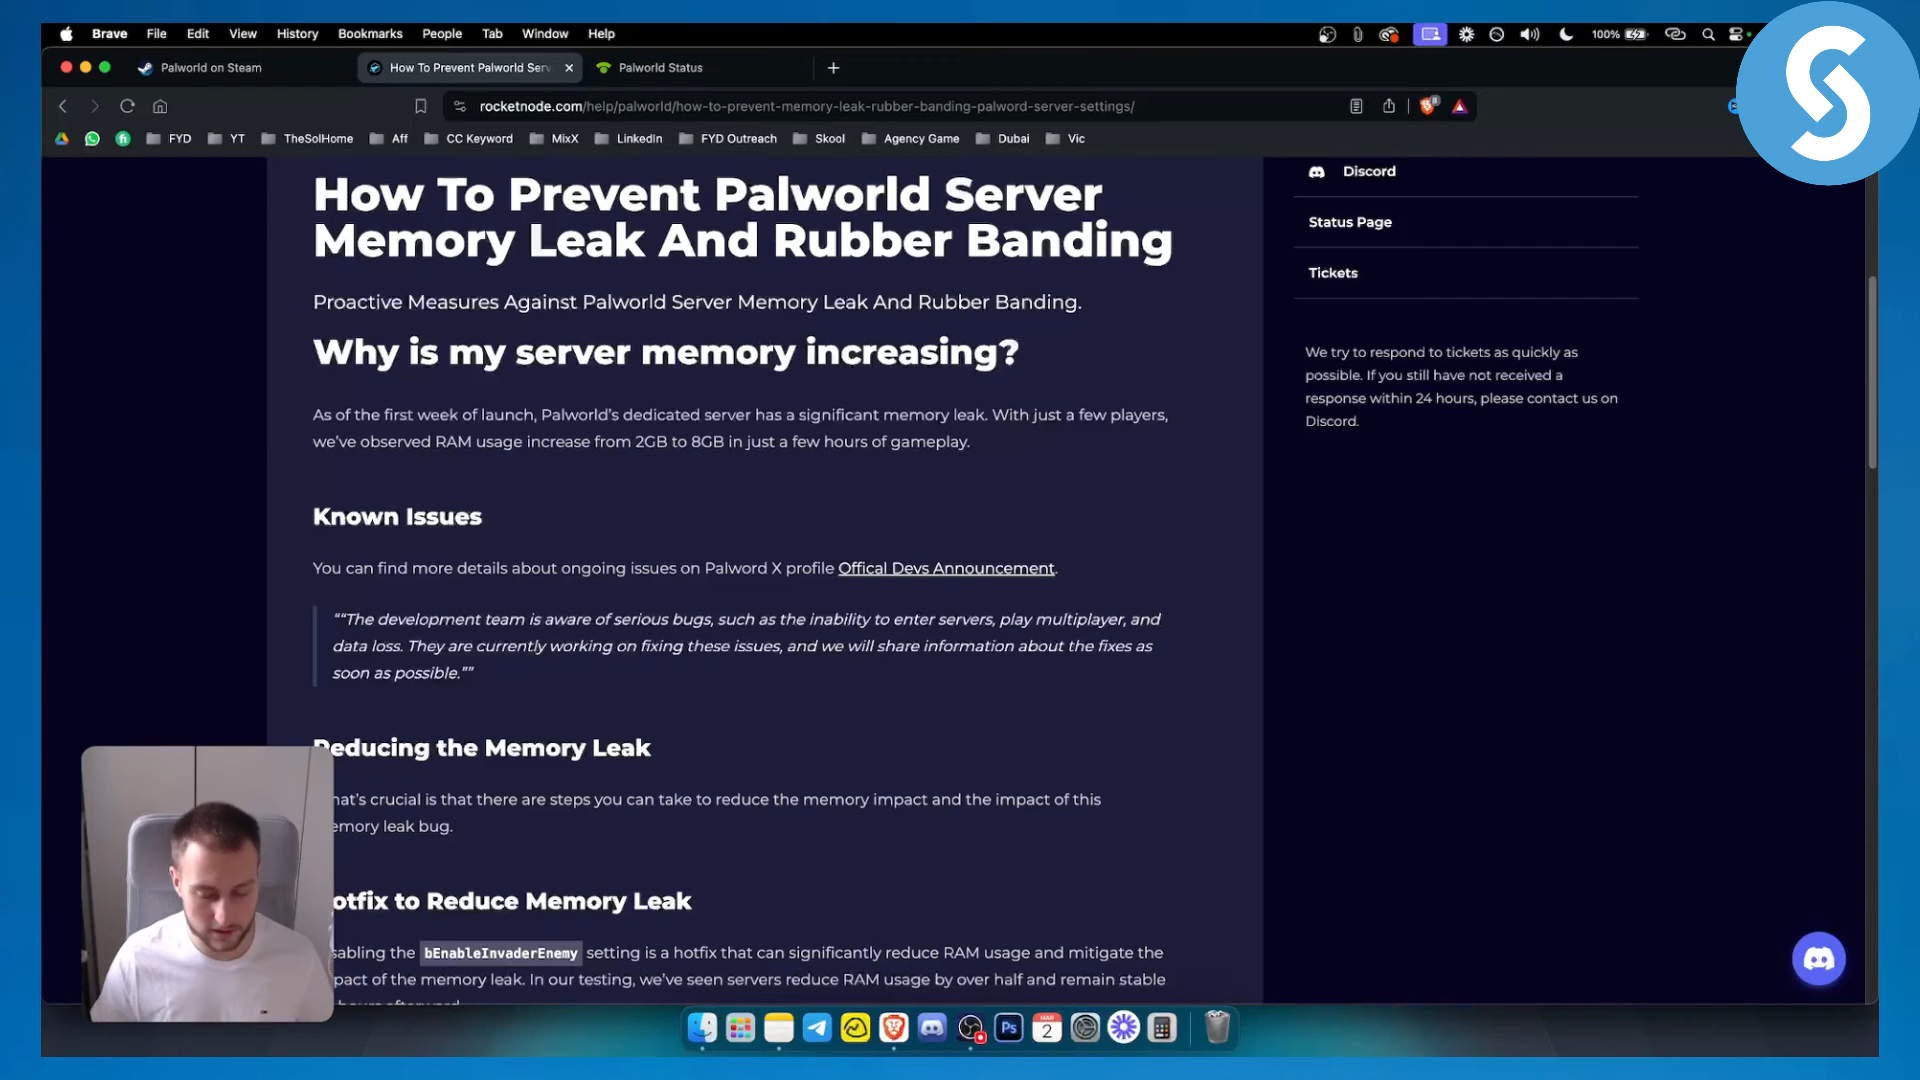 Brave File Edit View History Bookmarks People Tab Window Help 100%
Palworld on Steam How To Prevent Palworld Serv Palworld Status
rocketnode.com/help/palworld/how-to-prevent-memory-leak-rubber-banding-palword-server-settings/
FYD YT TheSolHome Aff CC Keyword MixX LinkedIn FYD Outreach Skool Agency Game Dubai Vic
How To Prevent Palworld Server
Memory Leak And Rubber Banding
Proactive Measures Against Palworld Server Memory Leak And Rubber Banding.
Why is my server memory increasing?
As of the first week of launch, Palworld's dedicated server has a significant memory leak. With just a few players,
we've observed RAM usage increase from 2GB to 8GB in just a few hours of gameplay.
Known Issues
You can find more details about ongoing issues on Palword X profile Offical Devs Announcement.
““The development team is aware of serious bugs, such as the inability to enter servers, play multiplayer, and
data loss. They are currently working on fixing these issues, and we will share information about the fixes as
soon as possible.””
Reducing the Memory Leak
hat's crucial is that there are steps you can take to reduce the memory impact and the impact of this
emory leak bug.
otfix to Reduce Memory Leak
sabling the bEnableInvaderEnemy setting is a hotfix that can significantly reduce RAM usage and mitigate the
pact of the memory leak. In our testing, we've seen servers reduce RAM usage by over half and remain stable
Discord
Status Page
Tickets
We try to respond to tickets as quickly as
possible. If you still have not received a
response within 24 hours, please contact us on
Discord.
Ps
MAR
2
S